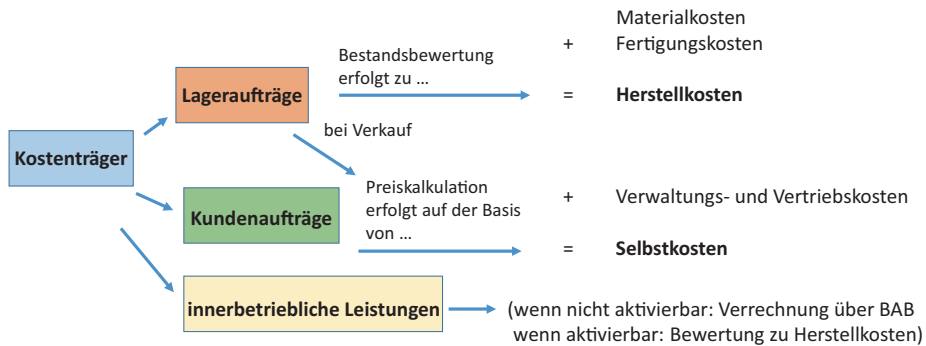 Materialkosten
+ Fertigungskosten
Bestandsbewertung
erfolgt zu ...
= Herstellkosten
Lageraufträge
bei Verkauf
Kostenträger
Preiskalkulation
erfolgt auf der Basis
von ...
+ Verwaltungs- und Vertriebskosten
Kundenaufträge
= Selbstkosten
innerbetriebliche Leistungen
(wenn nicht aktivierbar: Verrechnung über BAB
wenn aktivierbar: Bewertung zu Herstellkosten)